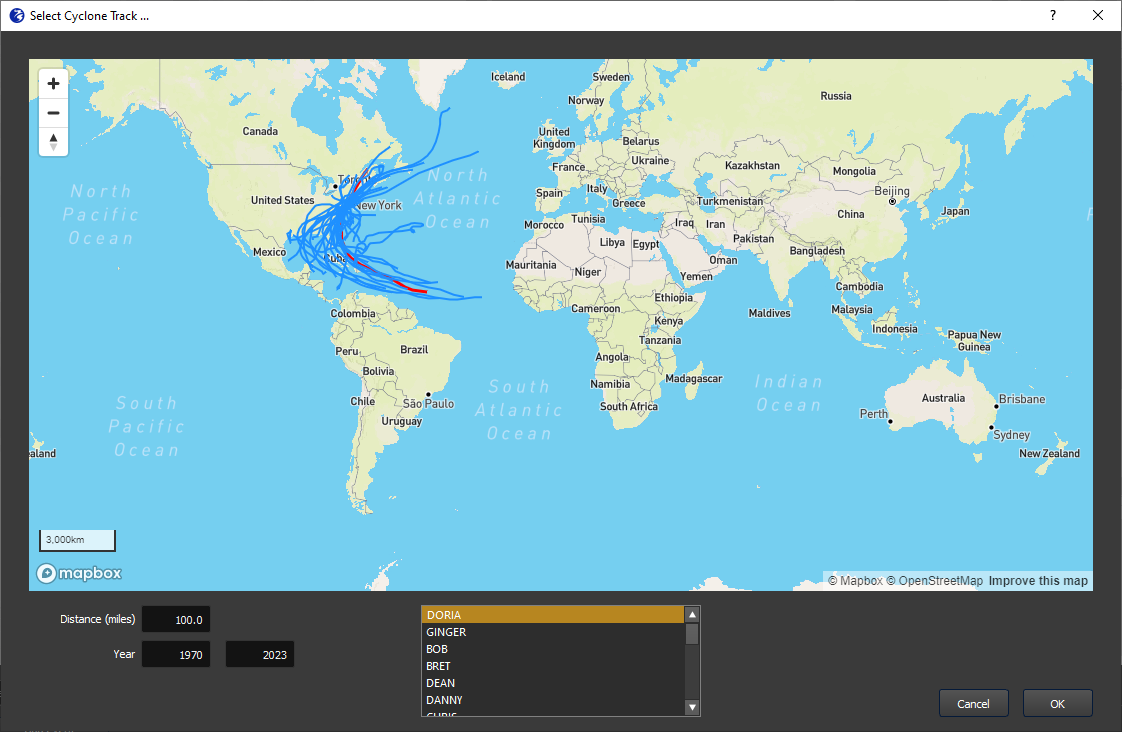 Select Cyclone Track ...
?
Iceland
Sweden
Russia
Norway
Canada
United
Kingdom
Belarus
Ukraine
France
Kazakhstan
Mongolia
North
Pacific
Ocean
North
Atlantic
Ocean
United States
New York
Spain
Italy
Greece
Turkmenistan
Beijing
China
Japan
Morocco
Tunisia
Iraq
Iran
Pakistan
Mexico
Libya
Egypt
Bangladesh
Mauritania
Niger
Oman
Yemen
Cambodia
Colombia
Cameroon
Ethiopia
Maldives
Malaysia
Kenya
Indonesia
Papua New
Guinea
Peru
Brazil
Tanzania
Angola
Bolivia
Namibia
Madagascar
South
Atlantic
Ocean
Indian
Ocean
Chile
São Paulo
South Africa
Australia
Brisbane
South
Pacific
Ocean
Uruguay
Perth
Sydney
ealand
New Zealand
3,000km
mapbox
© Mapbox © OpenStreetMap Improve this map
Distance (miles) 100.0
Year 1970 2023
DORIA
GINGER
BOB
BRET
DEAN
DANNY
CHRIS
Cancel OK